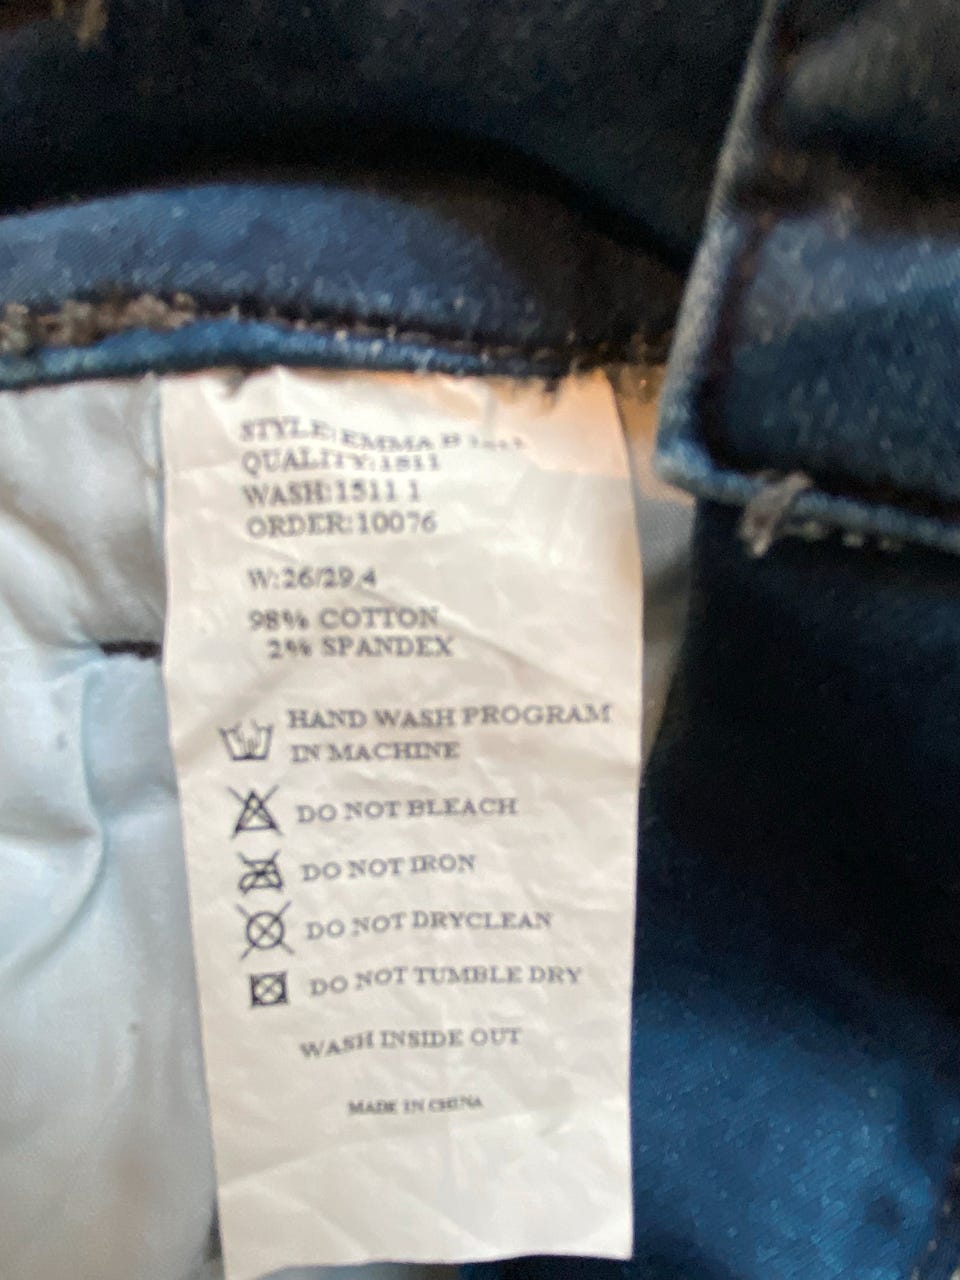 STYLE: EMMA B
QUALITY:1511
WASH:1511 1
ORDER:10076
W:26/29.4
98% COTTON
2% SPANDEX
HAND WASH PROGRAM
IN MACHINE
DO NOT BLEACH
DO NOT IRON
DO NOT DRYCLEAN
DO NOT TUMBLE DRY
WASH INSIDE OUT
MADE IN CHINA